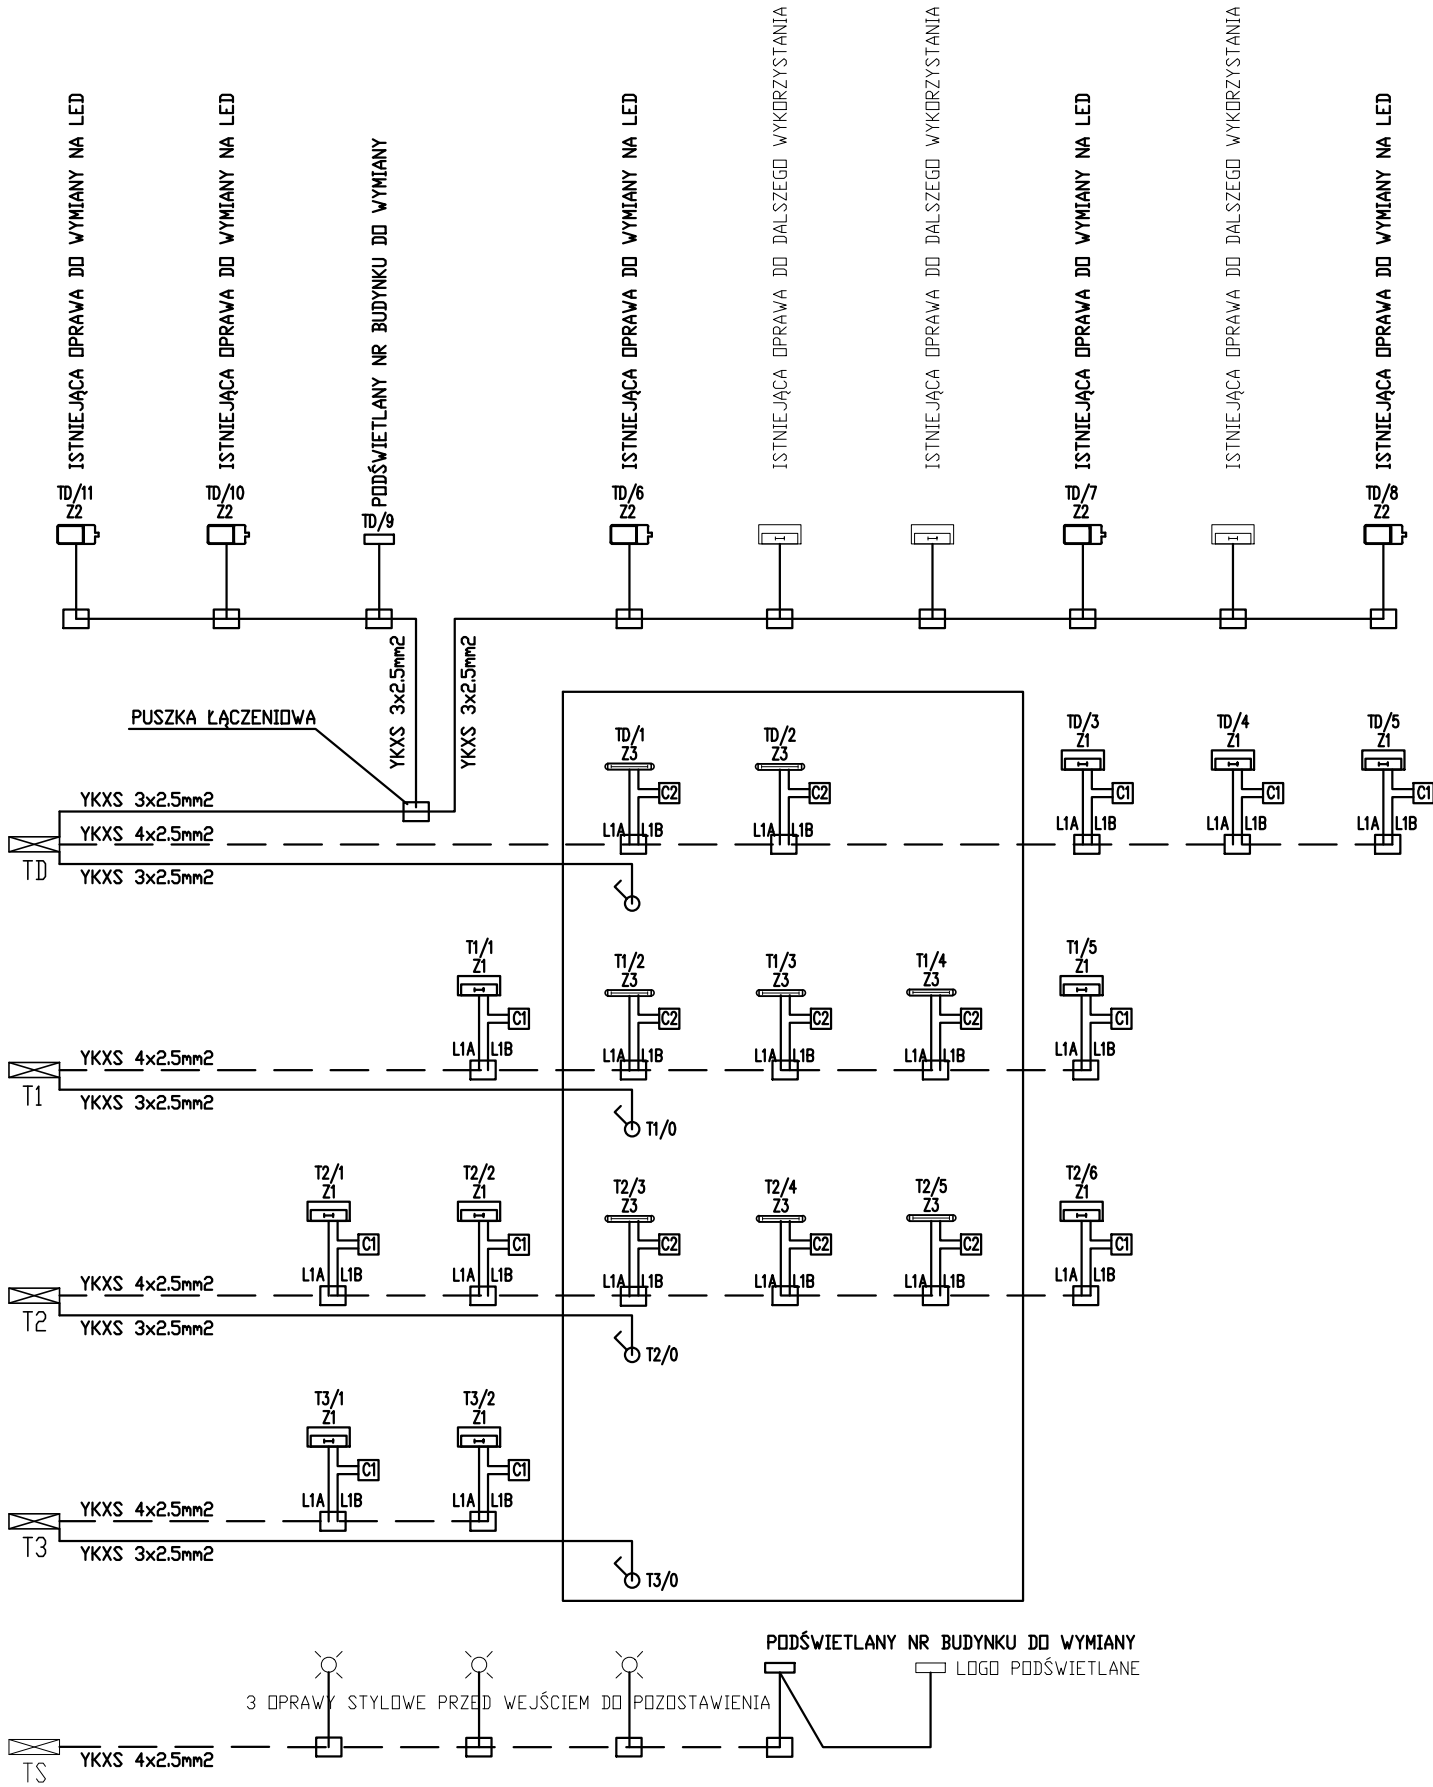 ISTNIEJĄCA OPRAWA DO WYMIANY NA LED
ISTNIEJĄCA OPRAWA DO WYMIANY NA LED
PODŚWIETLANY NR BUDYNKU DO WYMIANY
ISTNIEJĄCA OPRAWA DO WYMIANY NA LED
ISTNIEJĄCA OPRAWA DO DALSZEGO WYKORZYSTANIA
ISTNIEJĄCA OPRAWA DO DALSZEGO WYKORZYSTANIA
ISTNIEJĄCA OPRAWA DO WYMIANY NA LED
ISTNIEJĄCA OPRAWA DO DALSZEGO WYKORZYSTANIA
ISTNIEJĄCA OPRAWA DO WYMIANY NA LED
TD/11
Z2
TD/10
Z2
TD/9
TD/6
Z2
TD/7
Z2
TD/8
Z2
YKXS 3x2.5mm2
YKXS 3x2.5mm2
PUSZKA ŁĄCZENIOWA
TD/1
Z3
TD/2
Z3
TD/3
Z1
TD/4
Z1
TD/5
Z1
C2
C2
C1
C1
C1
YKXS 3x2.5mm2
YKXS 4x2.5mm2
L1A L1B
L1A L1B
L1A L1B
L1A L1B
L1A L1B
TD
YKXS 3x2.5mm2
T1/1
Z1
T1/2
Z3
T1/3
Z3
T1/4
Z3
T1/5
Z1
C1
C2
C2
C2
C1
YKXS 4x2.5mm2
L1A L1B
L1A L1B
L1A L1B
L1A L1B
L1A L1B
T1
YKXS 3x2.5mm2
T1/0
T2/1
Z1
T2/2
Z1
T2/3
Z3
T2/4
Z3
T2/5
Z3
T2/6
Z1
C1
C1
C2
C2
C2
C1
YKXS 4x2.5mm2
L1A L1B
L1A L1B
L1A L1B
L1A L1B
L1A L1B
L1A L1B
T2
YKXS 3x2.5mm2
T2/0
T3/1
Z1
T3/2
Z1
C1
C1
YKXS 4x2.5mm2
L1A L1B
L1A L1B
T3
YKXS 3x2.5mm2
T3/0
PODŚWIETLANY NR BUDYNKU DO WYMIANY
LOGO PODŚWIETLANE
3 OPRAWY STYLOWE PRZED WEJŚCIEM DO POZOSTAWIENIA
YKXS 4x2.5mm2
TS